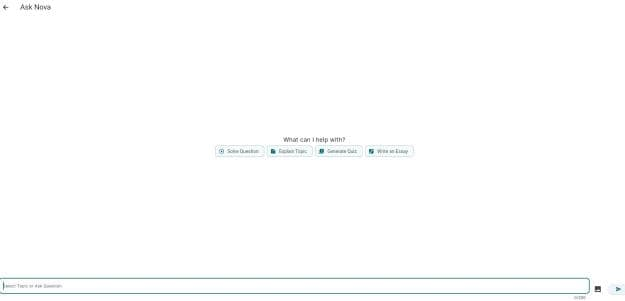 Ask Nova
What can I help with?
Solve Question
Explain Topic
Generate Quiz
Write an Essay
Select Topic or Ask Question